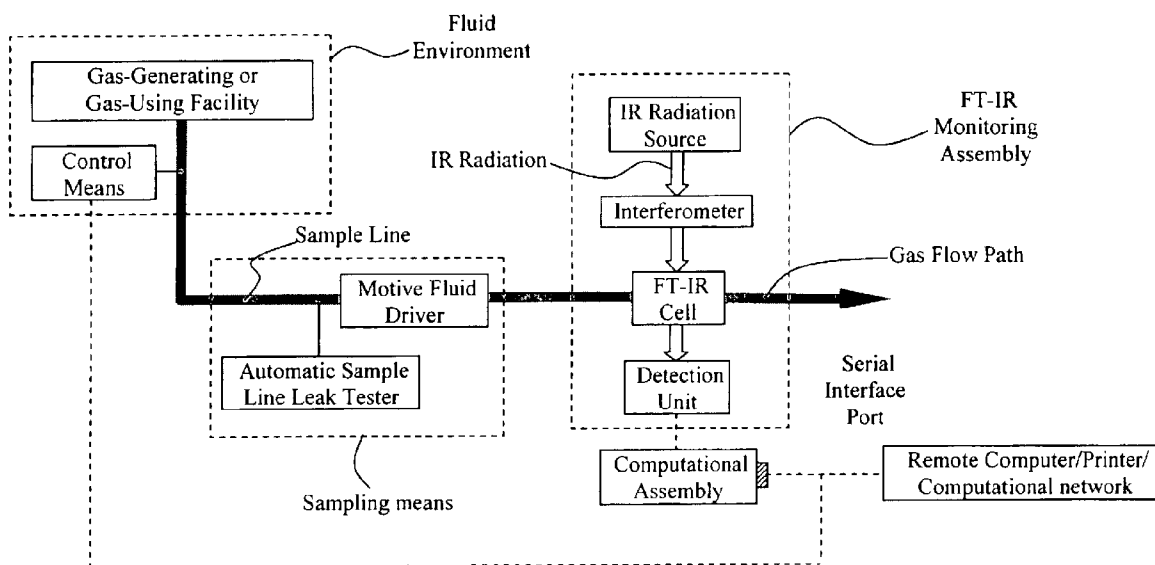 Fluid
Environment
Gas-Generating or
Gas-Using Facility
Control
Means
IR Radiation
Source
IR Radiation
Interferometer
FT-IR
Monitoring
Assembly
Sample Line
Motive Fluid
Driver
FT-IR
Cell
Gas Flow Path
Automatic Sample
Line Leak Tester
Detection
Unit
Serial
Interface
Port
Sampling means
Computational
Assembly
Remote Computer/Printer/
Computational network